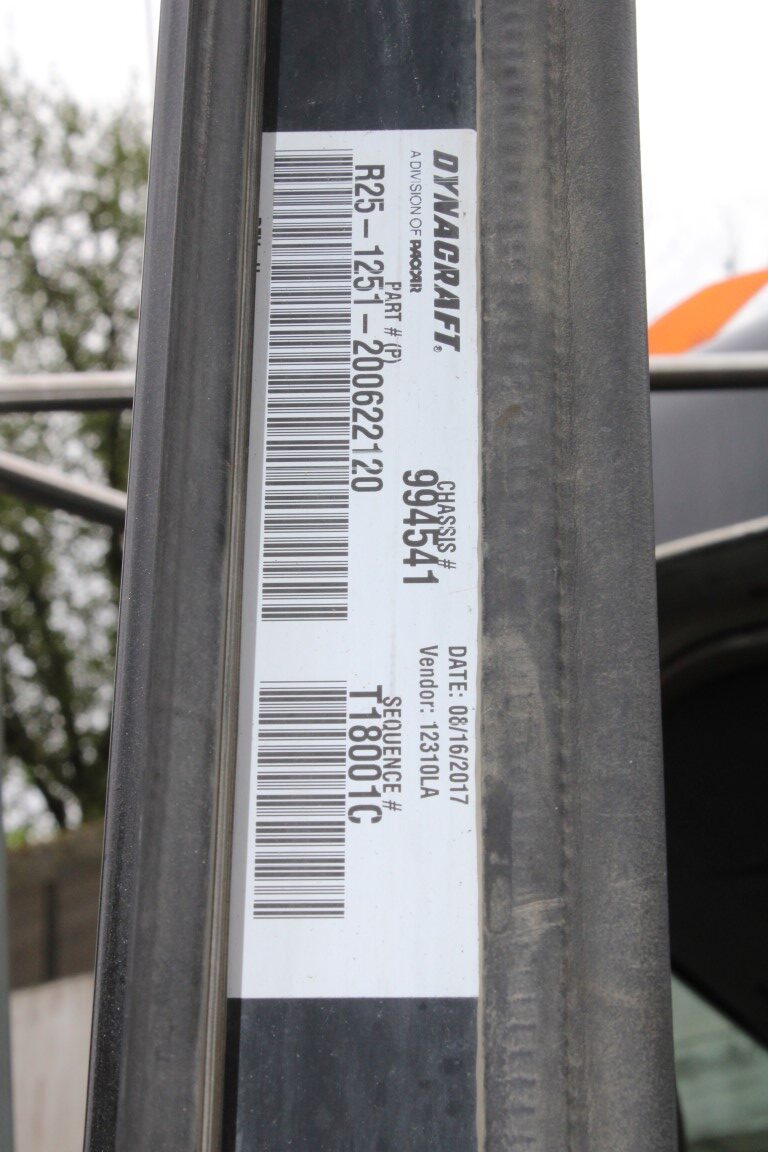 DYNACRAFT®
A DIVISION OF PACCAR
CHASSIS #
994541
DATE: 08/16/2017
Vendor: 12310LA
PART # (P)
R25-1251-200622120
SEQUENCE #
T18001C